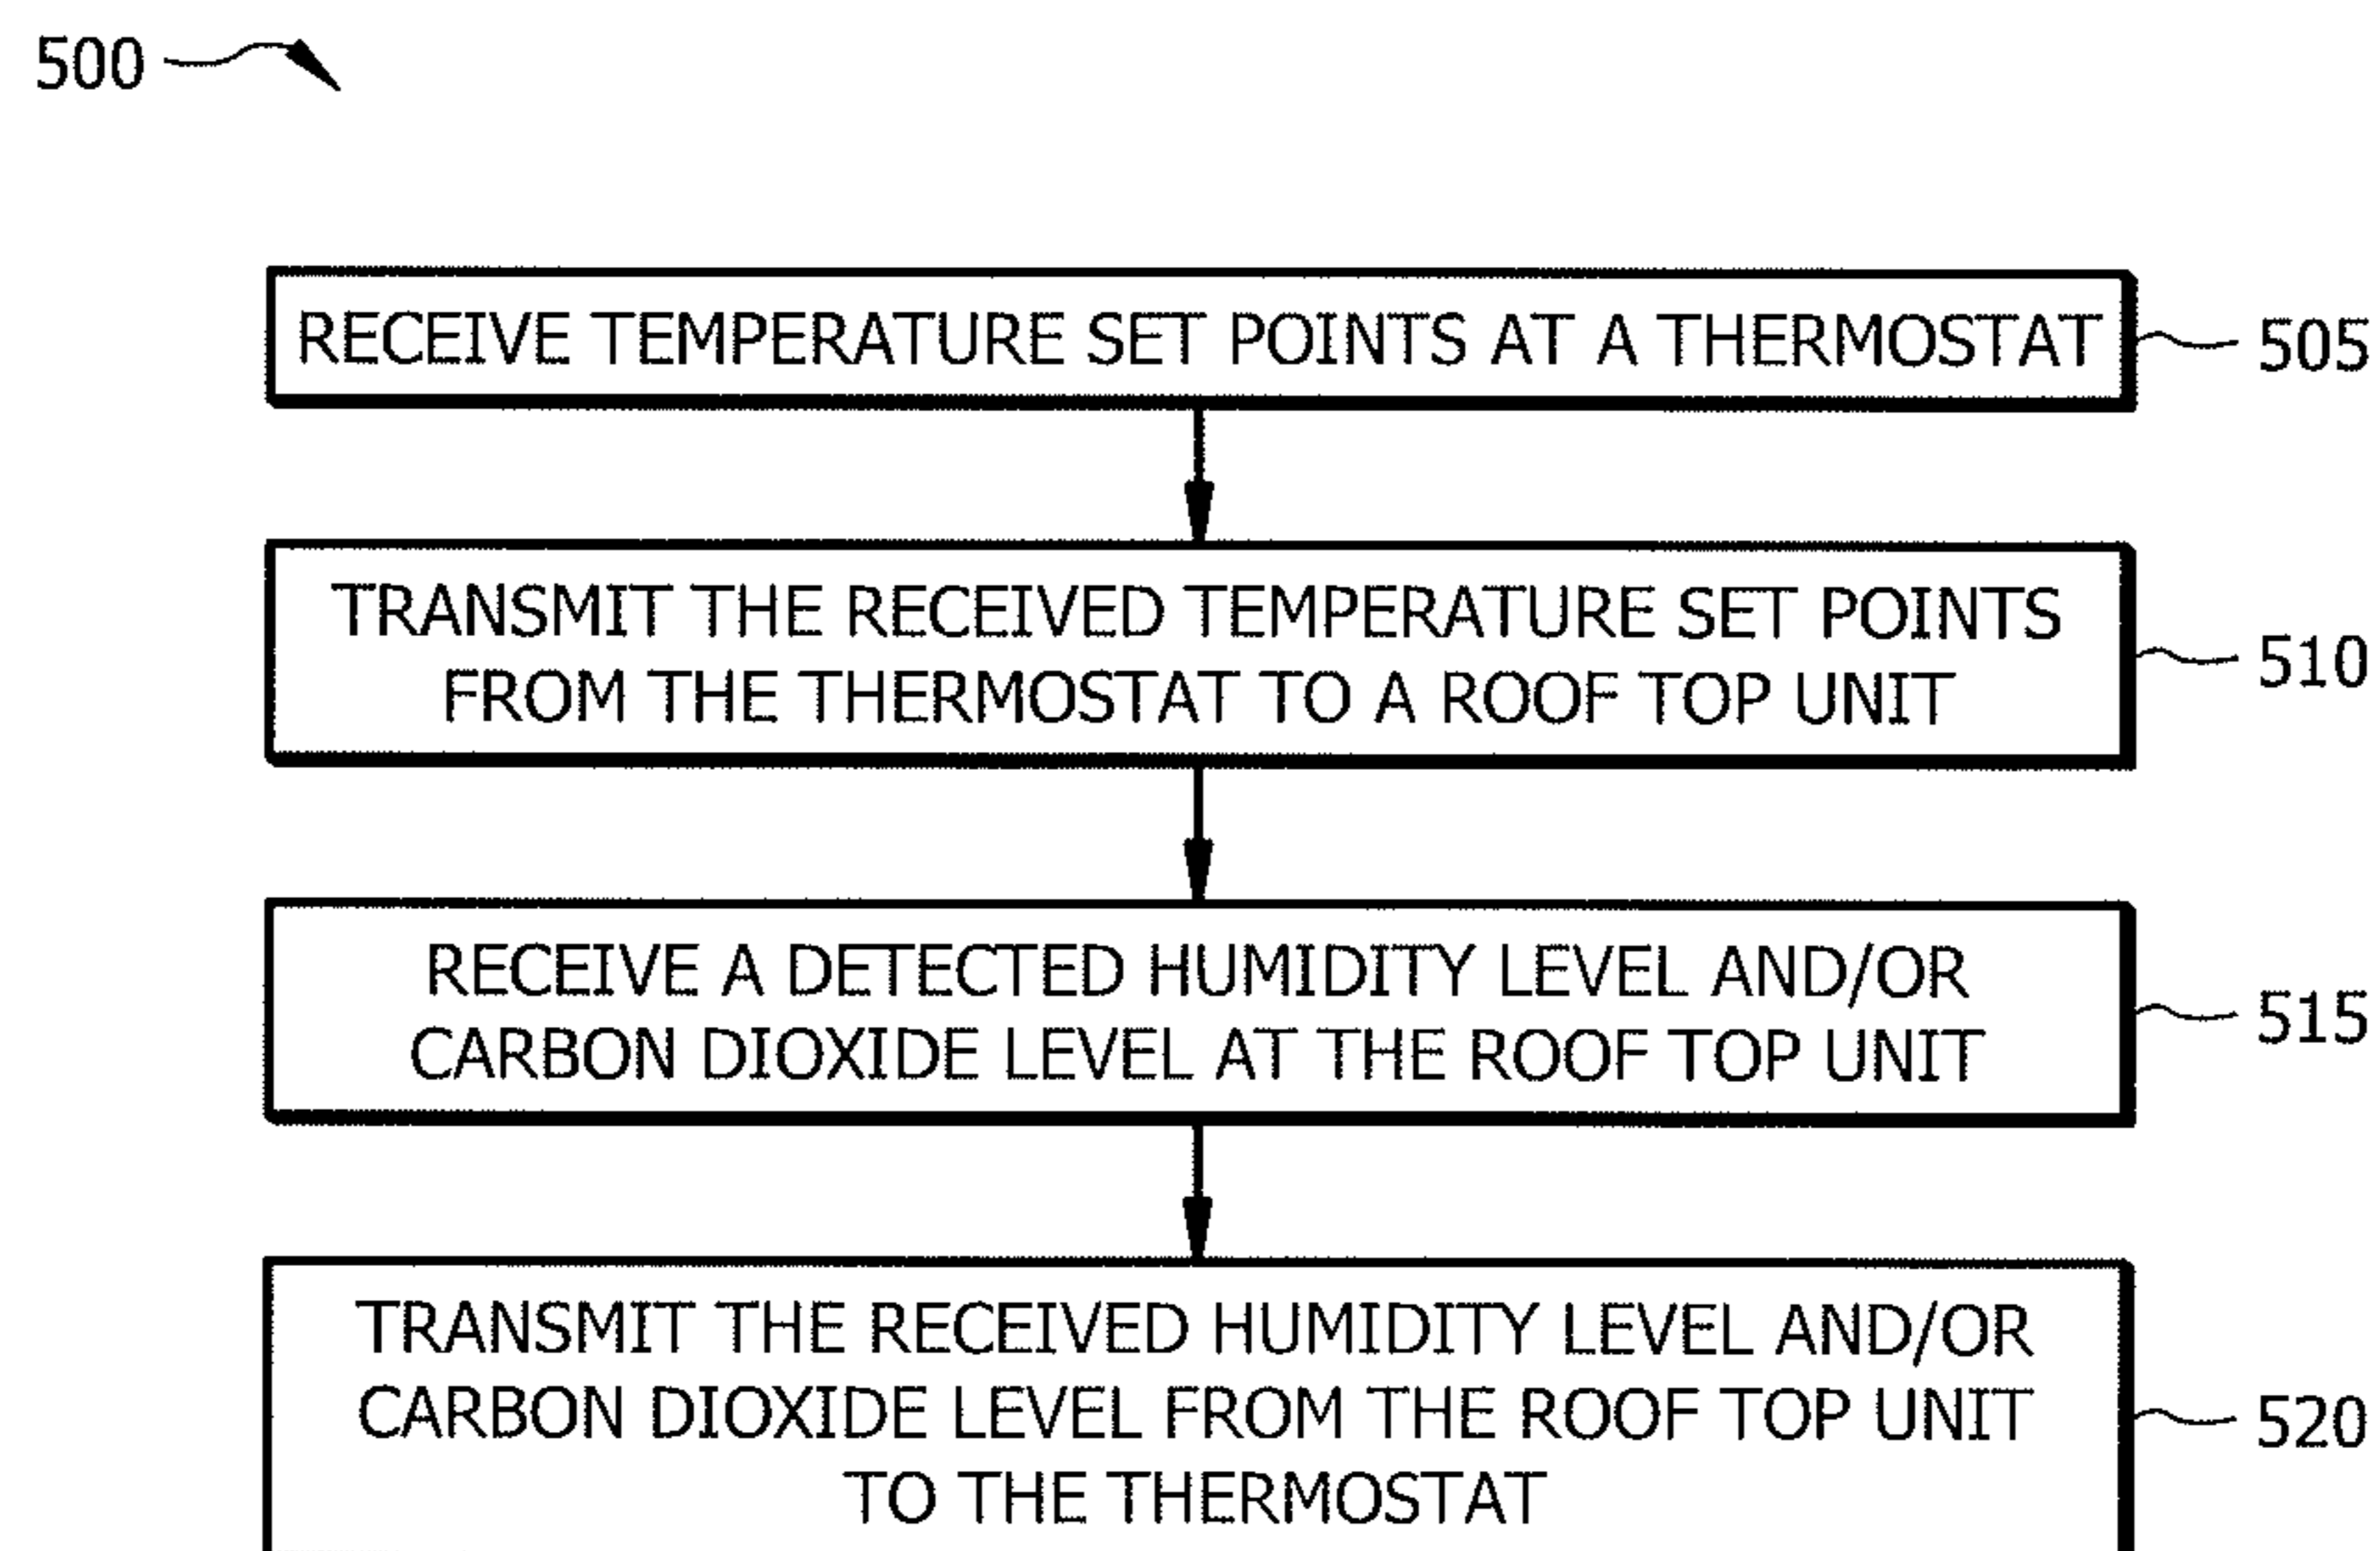 500
RECEIVE TEMPERATURE SET POINTS AT A THERMOSTAT
505
TRANSMIT THE RECEIVED TEMPERATURE SET POINTS
FROM THE THERMOSTAT TO A ROOF TOP UNIT
510
RECEIVE A DETECTED HUMIDITY LEVEL AND/OR
CARBON DIOXIDE LEVEL AT THE ROOF TOP UNIT
515
TRANSMIT THE RECEIVED HUMIDITY LEVEL AND/OR
CARBON DIOXIDE LEVEL FROM THE ROOF TOP UNIT
TO THE THERMOSTAT
520